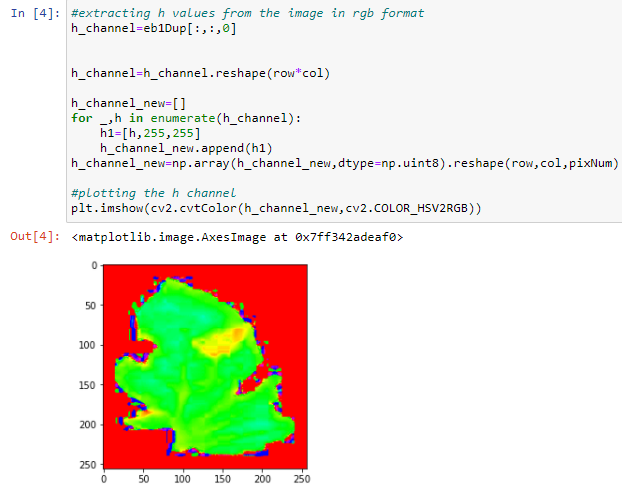 In [4]: #extracting h values from the image in rgb format
h_channel=eb1Dup[:,:,0]
h_channel=h_channel.reshape(row*col)
h_channel_new=[]
for _,h in enumerate(h_channel):
    h1=[h,255,255]
    h_channel_new.append(h1)
h_channel_new=np.array(h_channel_new,dtype=np.uint8).reshape(row,col,pixNum)
#plotting the h channel
plt.imshow(cv2.cvtColor(h_channel_new,cv2.COLOR_HSV2RGB))
Out[4]: <matplotlib.image.AxesImage at 0x7ff342adeaf0>
0
50
100
150
200
250
0 50 100 150 200 250